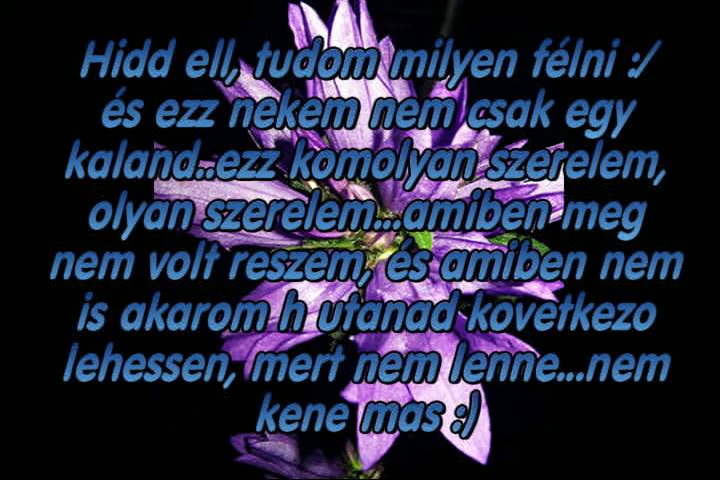 Hidd ell, tudom milyen félni :/
és ezz nekem nem csak egy
kaland..ezz komolyan szerelem,
olyan szerelem...amiben meg
nem volt reszem, és amiben nem
is akarom h utanad kovetkezo
lehessen, mert nem lenne...nem
kene mas :)